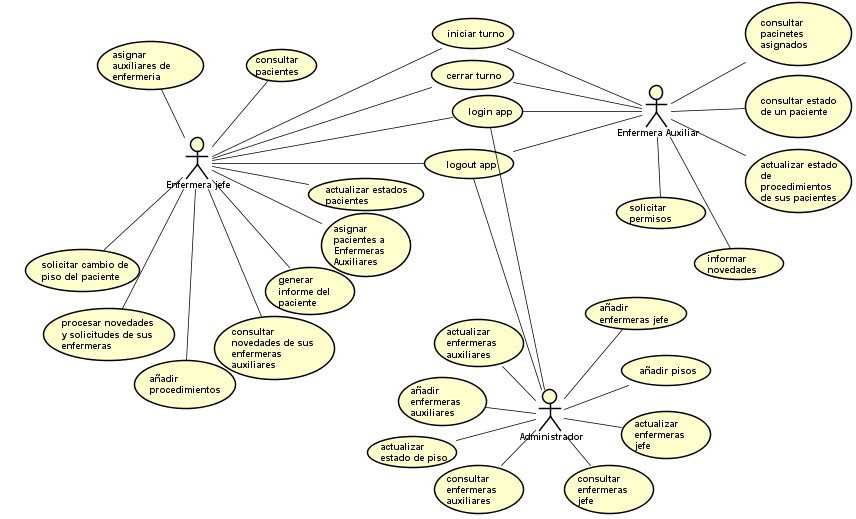 asignar
auxiliares de
enfermeria
consultar
pacientes
iniciar turno
cerrar turno
login app
logout app
consultar
pacinetes
asignados
Enfermera Auxiliar
consultar estado
de un paciente
actualizar estado
de
procedimientos
de sus pacientes
Enfermera jefe
actualizar estados
pacientes
solicitar
permisos
asignar
pacientes a
Enfermeras
Auxiliares
informar
novedades
solicitar cambio de
piso del paciente
generar
informe del
paciente
procesar novedades
y solicitudes de sus
enfermeras
consultar
novedades de sus
enfermeras
auxiliares
añadir
procedimientos
añadir
enfermeras jefe
actualizar
enfermeras
auxiliares
añadir pisos
añadir
enfermeras
auxiliares
Administrador
actualizar
enfermeras
jefe
actualizar
estado de piso
consultar
enfermeras
auxiliares
consultar
enfermeras
jefe